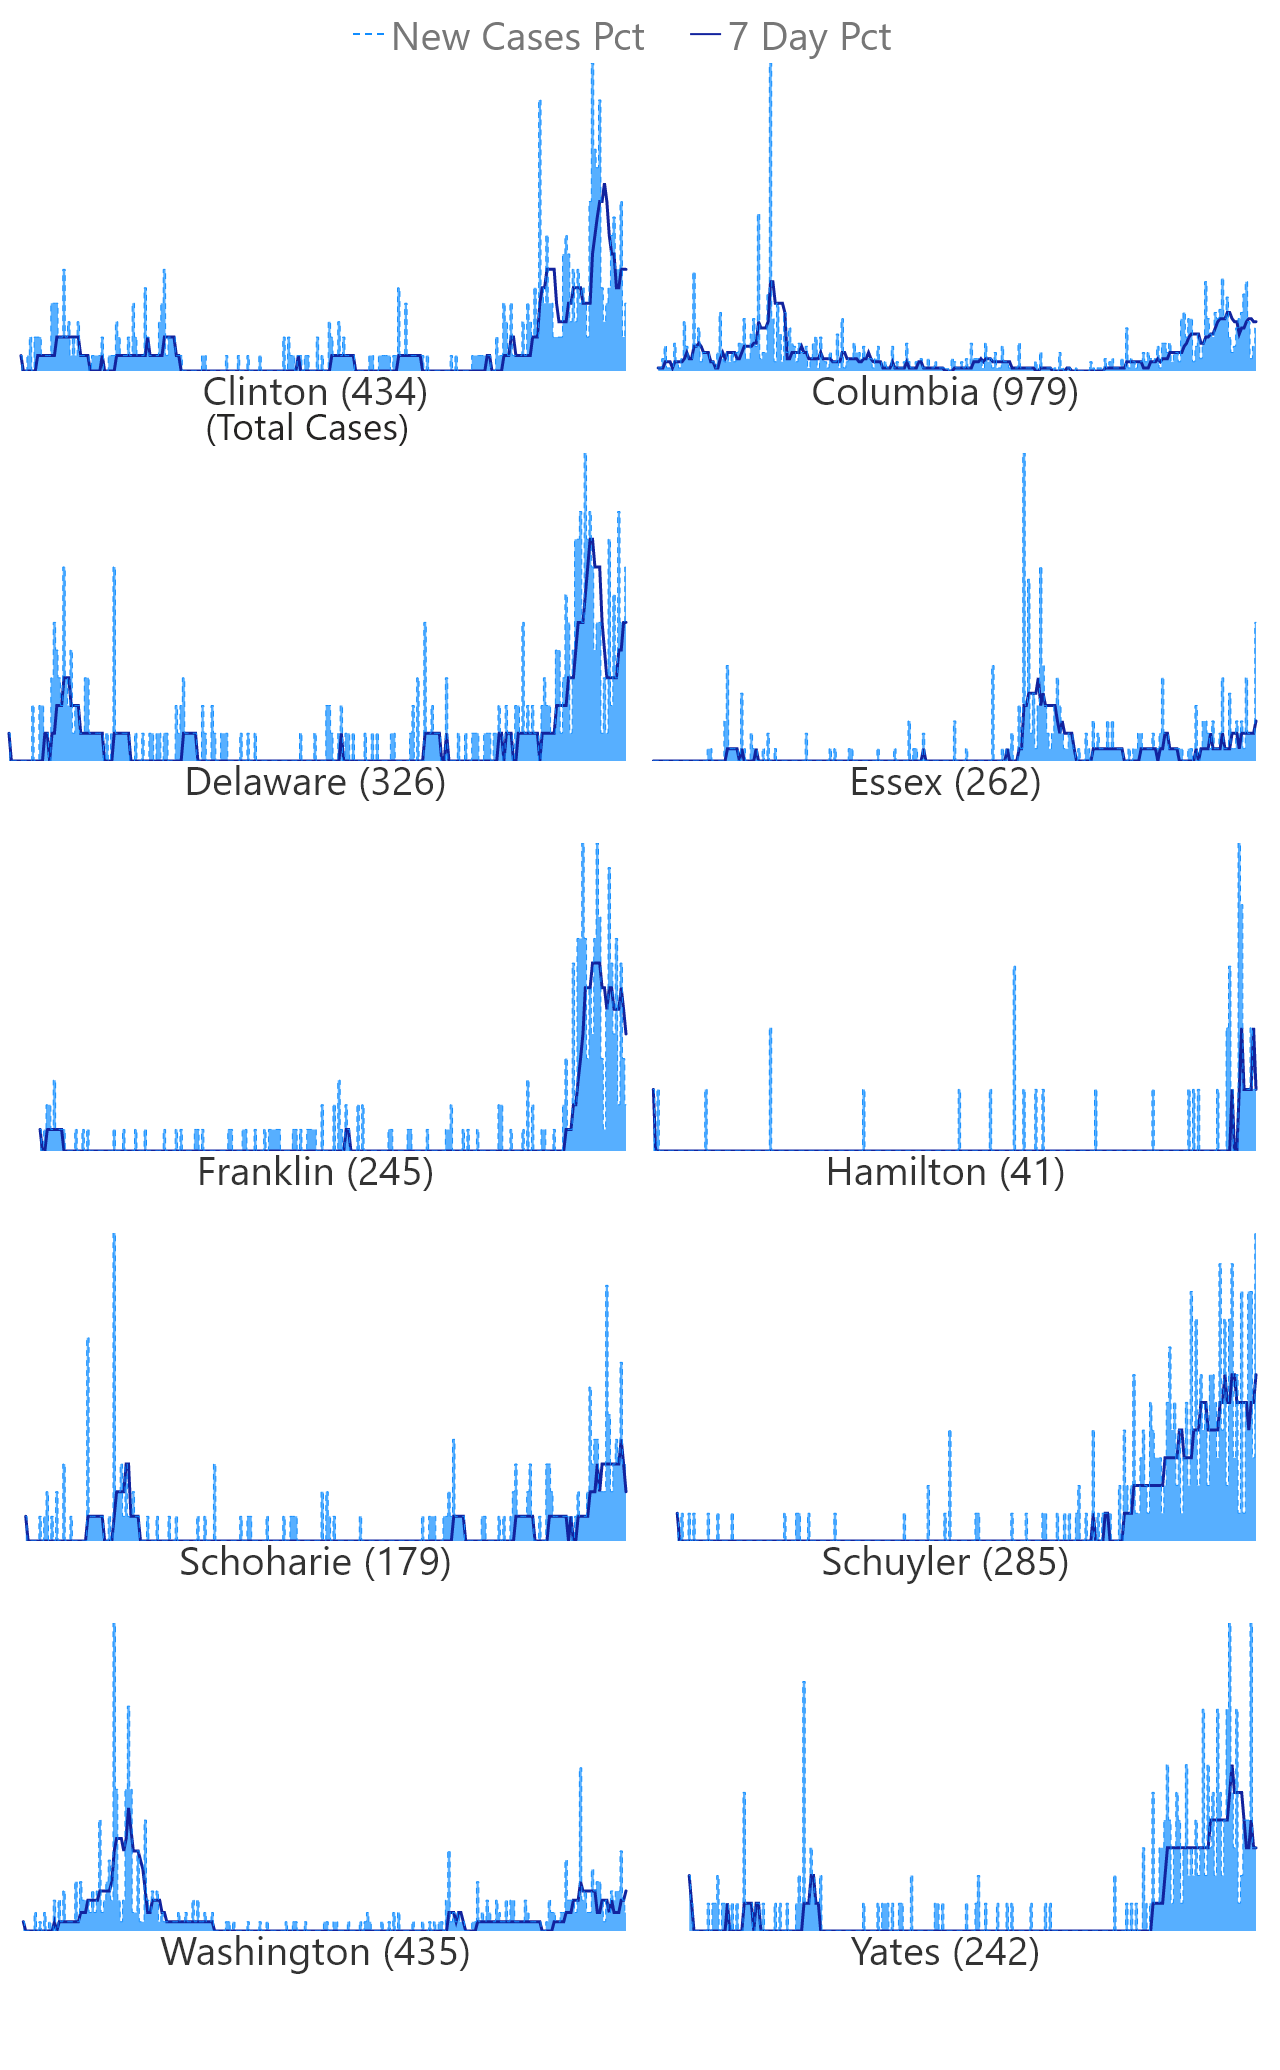 New Cases Pct 7 Day Pct
Clinton (434) Columbia (979)
(Total Cases)
Delaware (326) Essex (262)
Franklin (245) Hamilton (41)
Schoharie (179) Schuyler (285)
Washington (435) Yates (242)